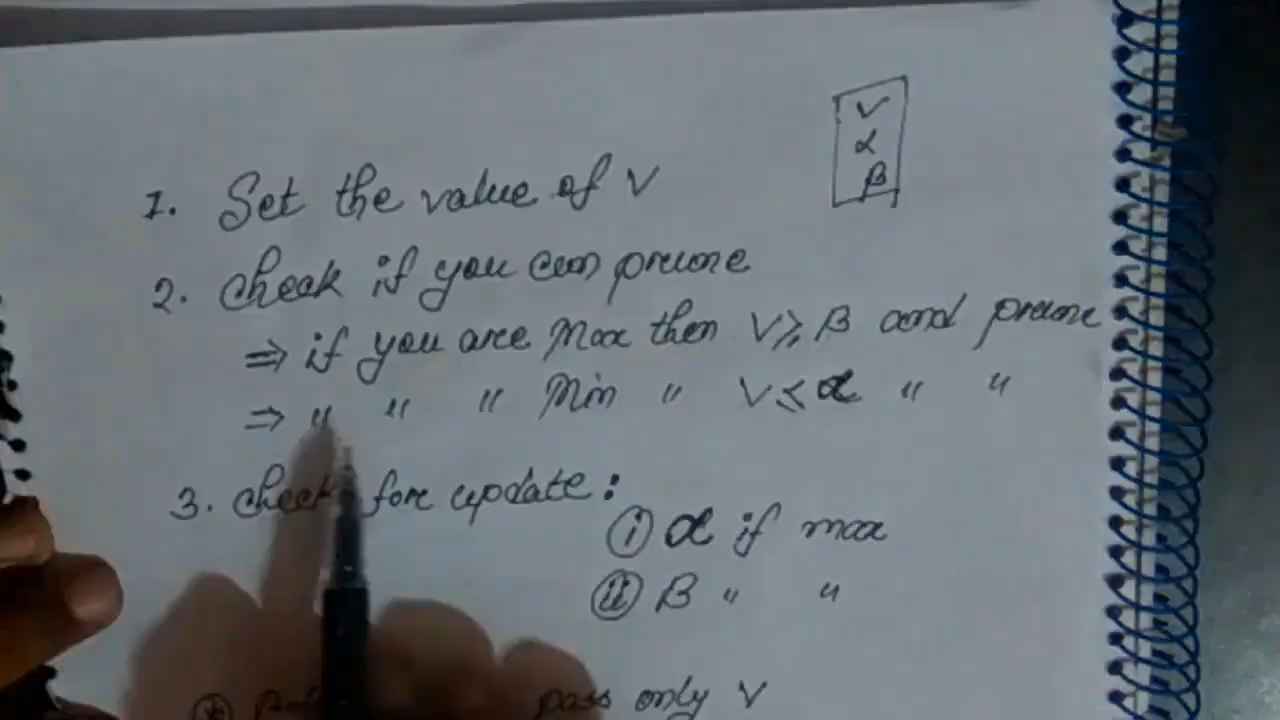 V
α
β
1. Set the value of V
2. Check if you can prune
⇒ if you are Max then V ≥ β and prune
⇒ " " " Min " V ≤ α " "
3. Check for update:
(i) α if max
(ii) β " "
pass only V